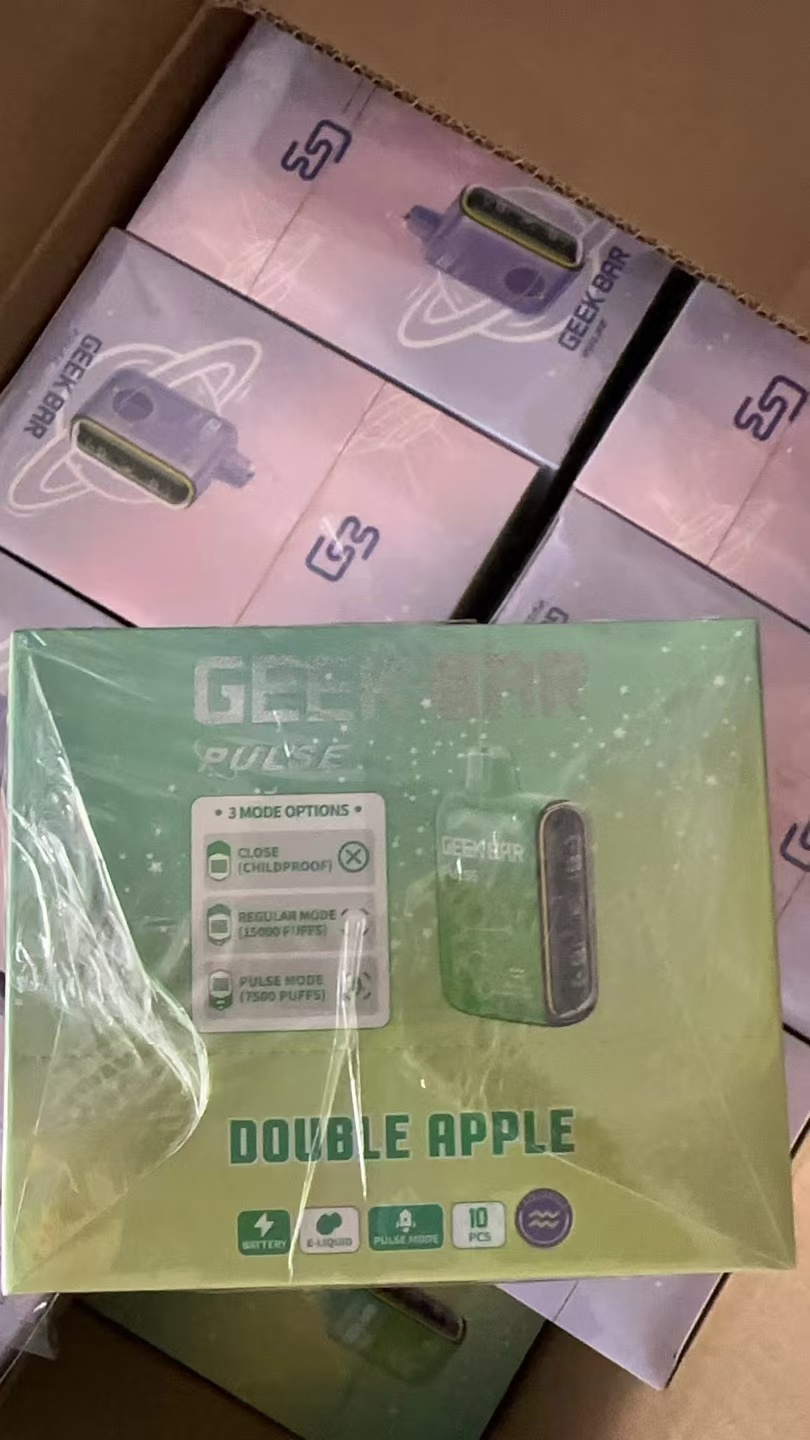 GEEK BAR
GEEK BAR
GEEK BAR
PULSE
• 3 MODE OPTIONS •
CLOSE
(CHILDPROOF)
REGULAR MODE
(15000 PUFFS)
PULSE MODE
(7500 PUFFS)
GEEK BAR
DOUBLE APPLE
BATTERY
E-LIQUID
PULSE MODE
10
PCS